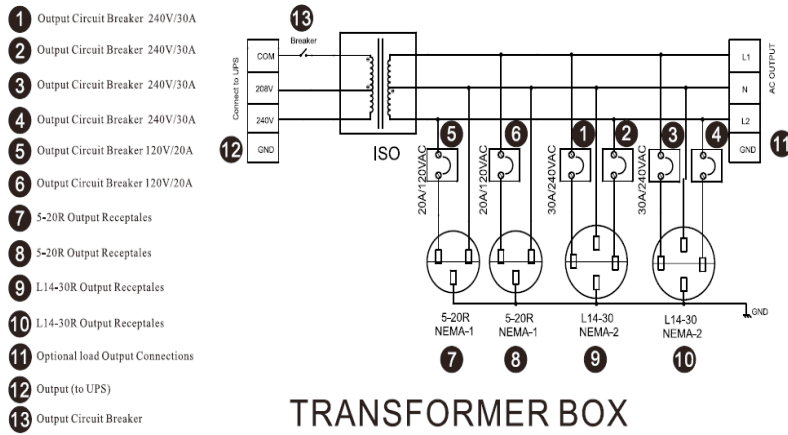 1 Output Circuit Breaker 240V/30A
2 Output Circuit Breaker 240V/30A
3 Output Circuit Breaker 240V/30A
4 Output Circuit Breaker 240V/30A
5 Output Circuit Breaker 120V/20A
6 Output Circuit Breaker 120V/20A
7 5-20R Output Receptales
8 5-20R Output Receptales
9 L14-30R Output Receptales
10 L14-30R Output Receptales
11 Optional load Output Connections
12 Output (to UPS)
13 Output Circuit Breaker
13
Breaker
Connect to UPS
COM
208V
240V
GND
12
ISO
L1
N
L2
GND
AC OUTPUT
11
5
6
1
2
3
4
20A/120VAC
20A/120VAC
30A/240VAC
30A/240VAC
GND
5-20R
NEMA-1
5-20R
NEMA-1
L14-30
NEMA-2
L14-30
NEMA-2
7
8
9
10
TRANSFORMER BOX